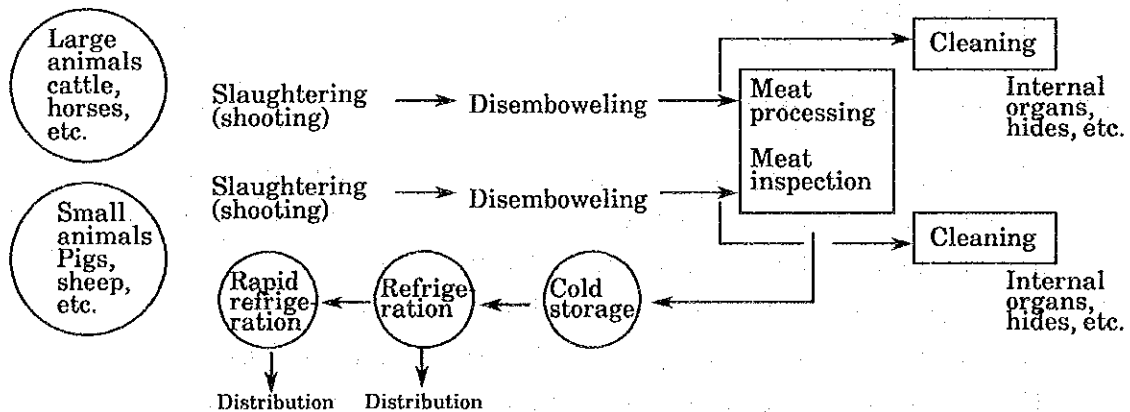 Large
animals
cattle,
horses,
etc.
Slaughtering
(shooting)
Disemboweling
Meat
processing
Meat
inspection
Cleaning
Internal
organs,
hides, etc.
Small
animals
Pigs,
sheep,
etc.
Slaughtering
(shooting)
Disemboweling
Cleaning
Internal
organs,
hides, etc.
Rapid
refrige-
ration
Refrige-
ration
Cold
storage
Distribution
Distribution